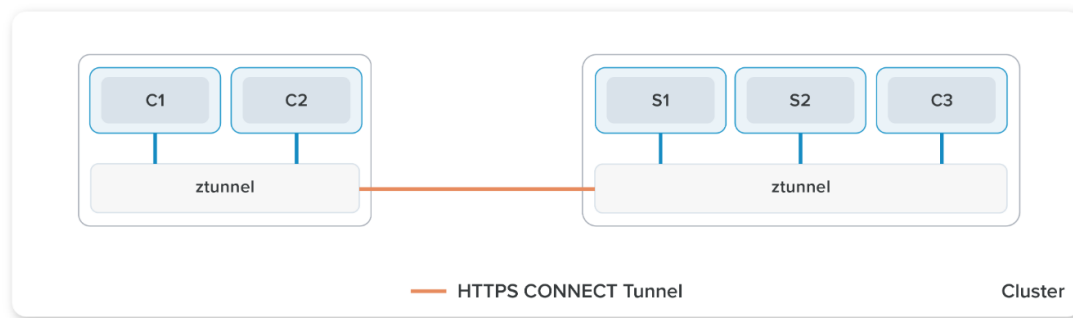 C1 C2 S1 S2 C3
ztunnel ztunnel
HTTPS CONNECT Tunnel Cluster